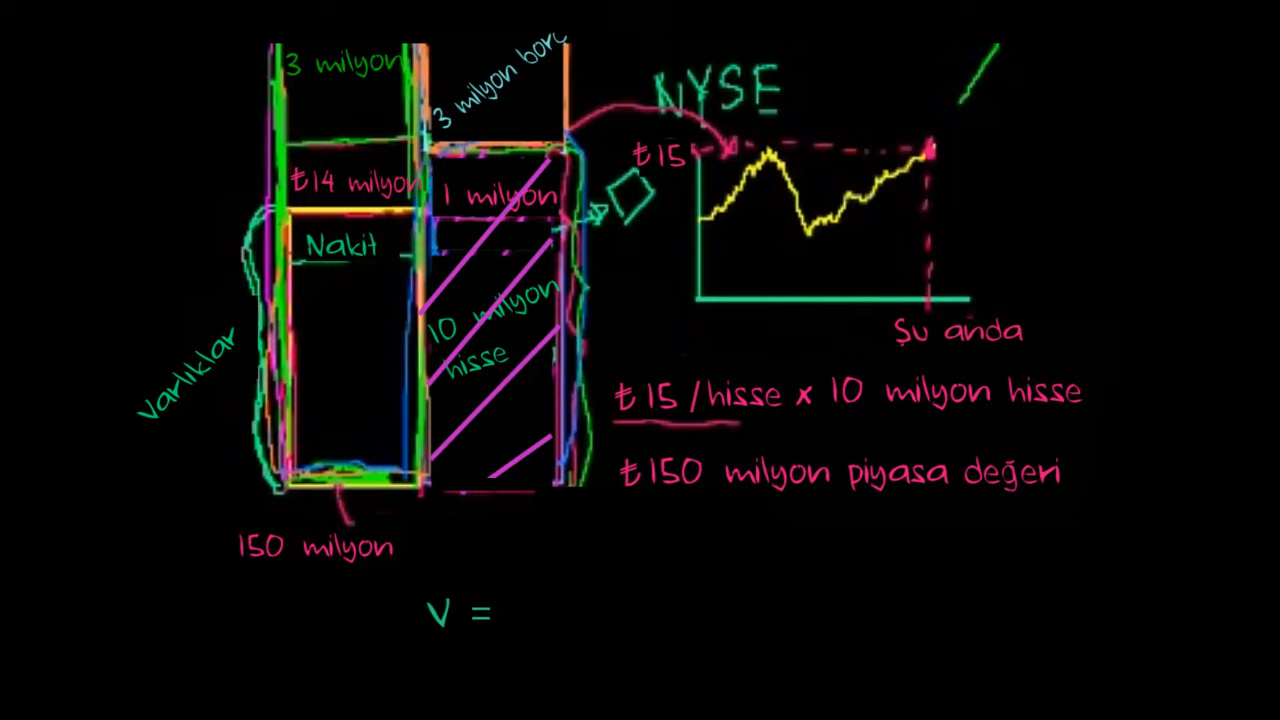 3 milyon
3 milyon borç
NYSE
₺15
₺14 milyon
1 milyon
Nakit
10 milyon
hisse
Varlıklar
Şu anda
₺15 /hisse x 10 milyon hisse
₺150 milyon piyasa değeri
150 milyon
V =